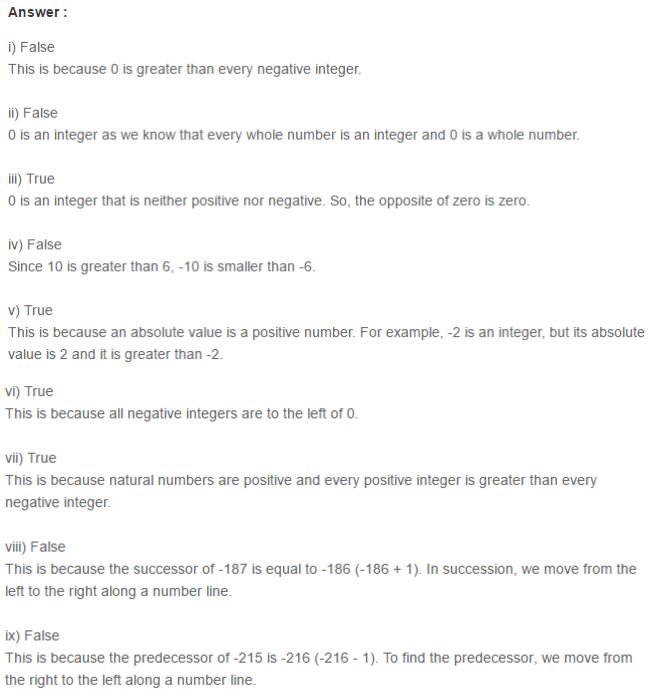 Answer :
i) False
This is because 0 is greater than every negative integer.
ii) False
0 is an integer as we know that every whole number is an integer and 0 is a whole number.
iii) True
0 is an integer that is neither positive nor negative. So, the opposite of zero is zero.
iv) False
Since 10 is greater than 6, -10 is smaller than -6.
v) True
This is because an absolute value is a positive number. For example, -2 is an integer, but its absolute
value is 2 and it is greater than -2.
vi) True
This is because all negative integers are to the left of 0.
vii) True
This is because natural numbers are positive and every positive integer is greater than every
negative integer.
viii) False
This is because the successor of -187 is equal to -186 (-186 + 1). In succession, we move from the
left to the right along a number line.
ix) False
This is because the predecessor of -215 is -216 (-216 - 1). To find the predecessor, we move from
the right to the left along a number line.